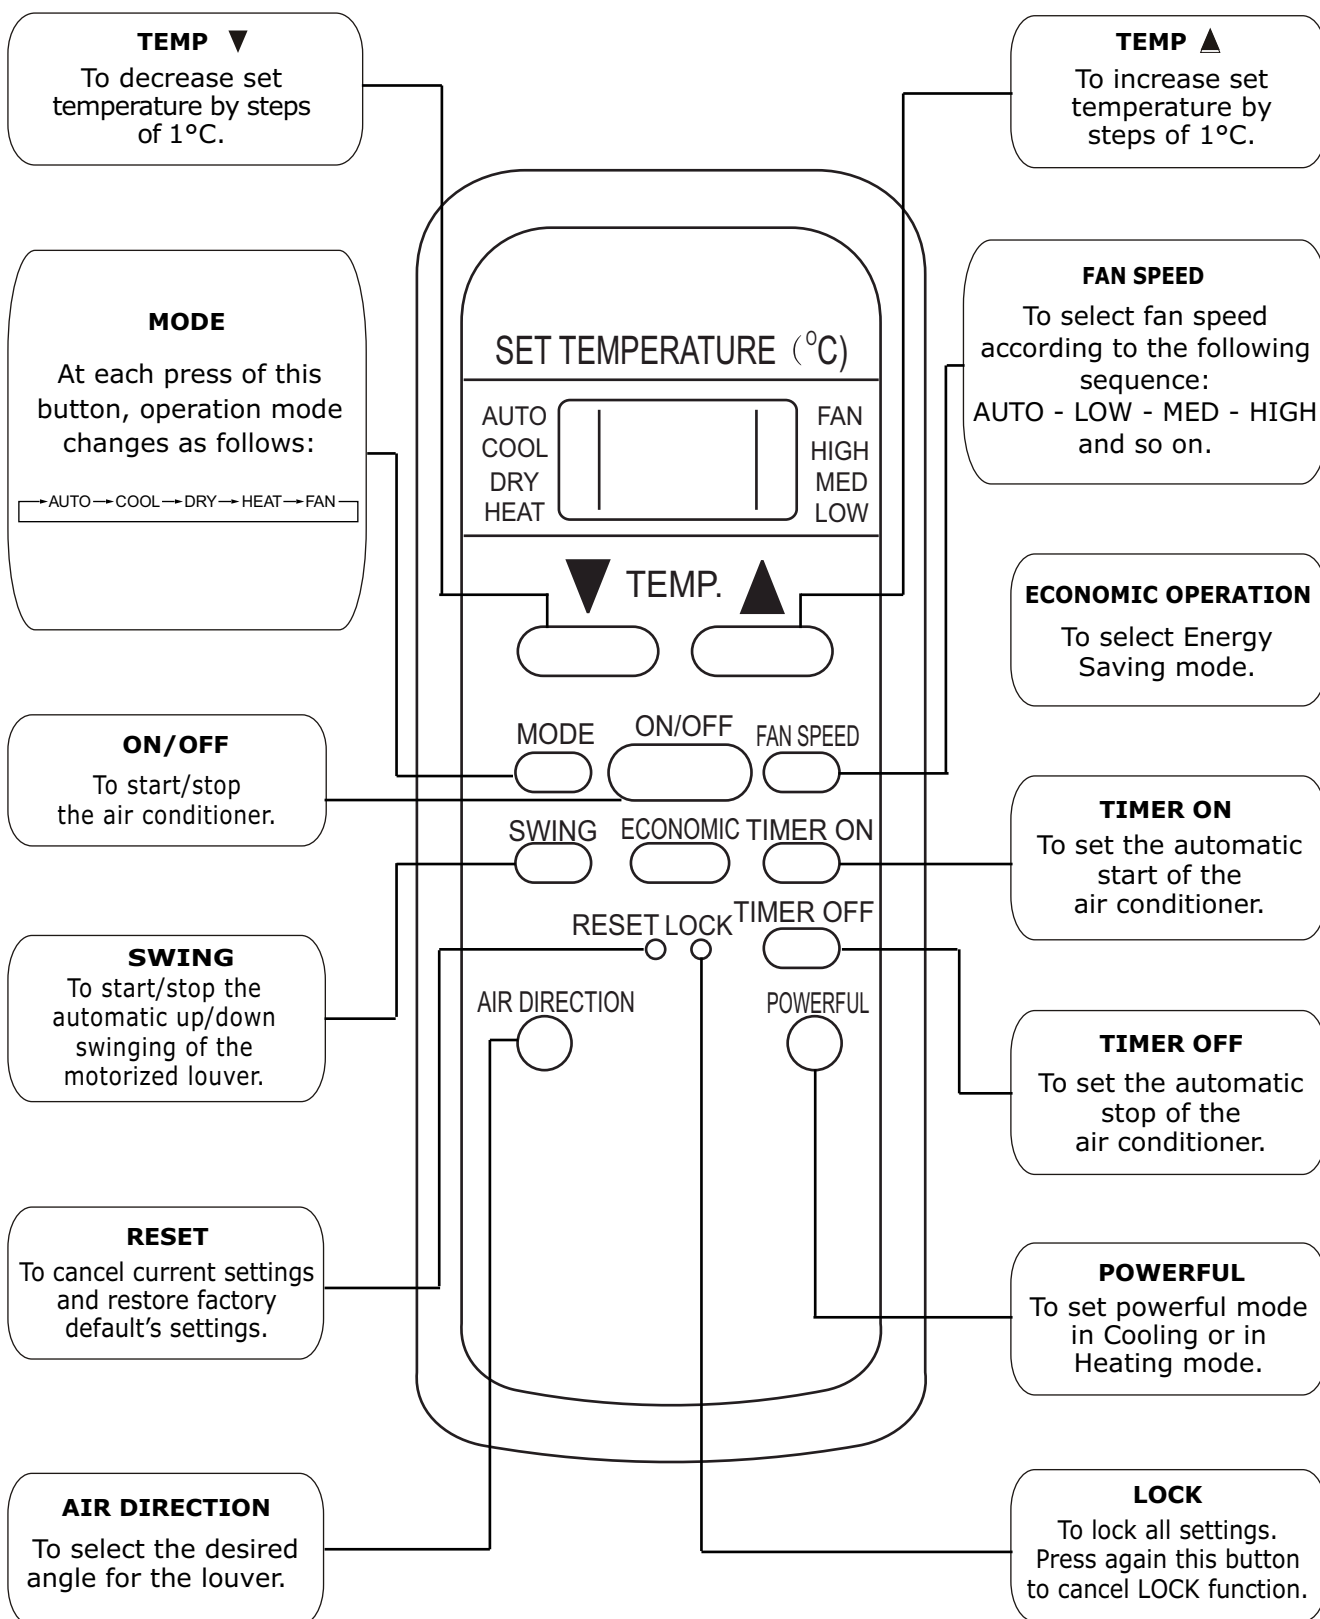 TEMP ▼
To decrease set
temperature by steps
of 1°C.
TEMP ▲
To increase set
temperature by
steps of 1°C.
MODE
At each press of this
button, operation mode
changes as follows:
AUTO→COOL→DRY→HEAT→FAN
FAN SPEED
To select fan speed
according to the following
sequence:
AUTO - LOW - MED - HIGH
and so on.
ECONOMIC OPERATION
To select Energy
Saving mode.
ON/OFF
To start/stop
the air conditioner.
TIMER ON
To set the automatic
start of the
air conditioner.
SWING
To start/stop the
automatic up/down
swinging of the
motorized louver.
TIMER OFF
To set the automatic
stop of the
air conditioner.
RESET
To cancel current settings
and restore factory
default's settings.
POWERFUL
To set powerful mode
in Cooling or in
Heating mode.
AIR DIRECTION
To select the desired
angle for the louver.
LOCK
To lock all settings.
Press again this button
to cancel LOCK function.
SET TEMPERATURE (°C)
AUTO
COOL
DRY
HEAT
FAN
HIGH
MED
LOW
▼ TEMP. ▲
MODE ON/OFF FAN SPEED
SWING ECONOMIC TIMER ON
RESET LOCK TIMER OFF
AIR DIRECTION POWERFUL